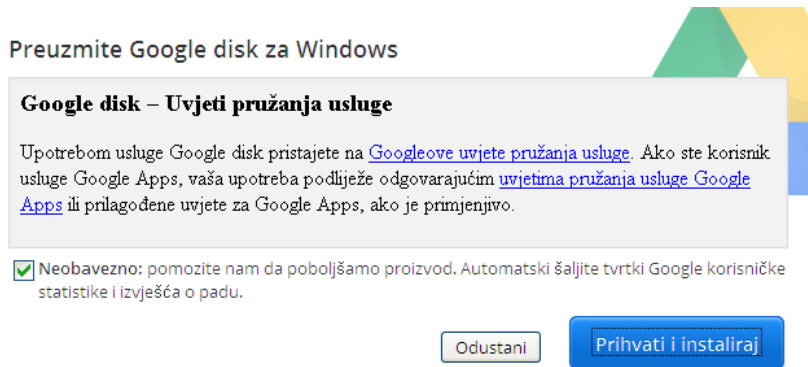 Preuzmite Google disk za Windows
Google disk – Uvjeti pružanja usluge
Upotrebom usluge Google disk pristajete na Googleove uvjete pružanja usluge. Ako ste korisnik
usluge Google Apps, vaša upotreba podliježe odgovarajućim uvjetima pružanja usluge Google
Apps ili prilagođene uvjete za Google Apps, ako je primjenjivo.
Neobavezno: pomozite nam da poboljšamo proizvod. Automatski šaljite tvrtki Google korisničke
statistike i izvješća o padu.
Odustani
Prihvati i instaliraj